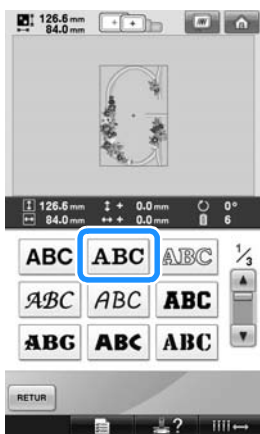 126.6 mm
84.0 mm
126.6 mm + 0.0 mm 0°
84.0 mm + 0.0 mm 6
ABC ABC ABC 1/3
ABC ABC ABC
ABC ABC ABC
RETUR
?